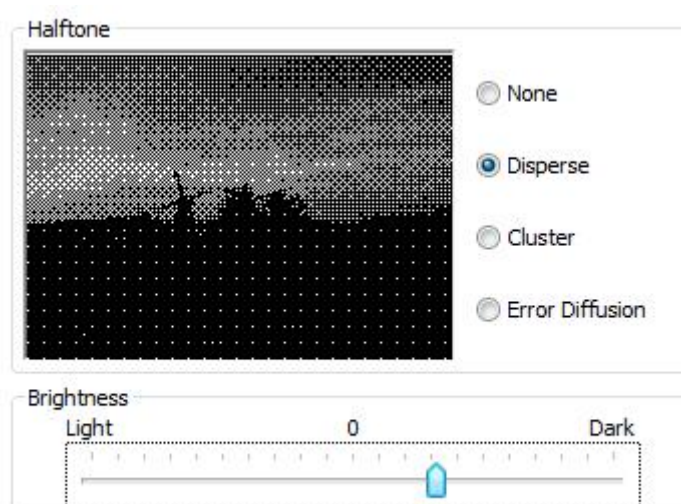 Halftone
None
Disperse
Cluster
Error Diffusion
Brightness
Light 0 Dark